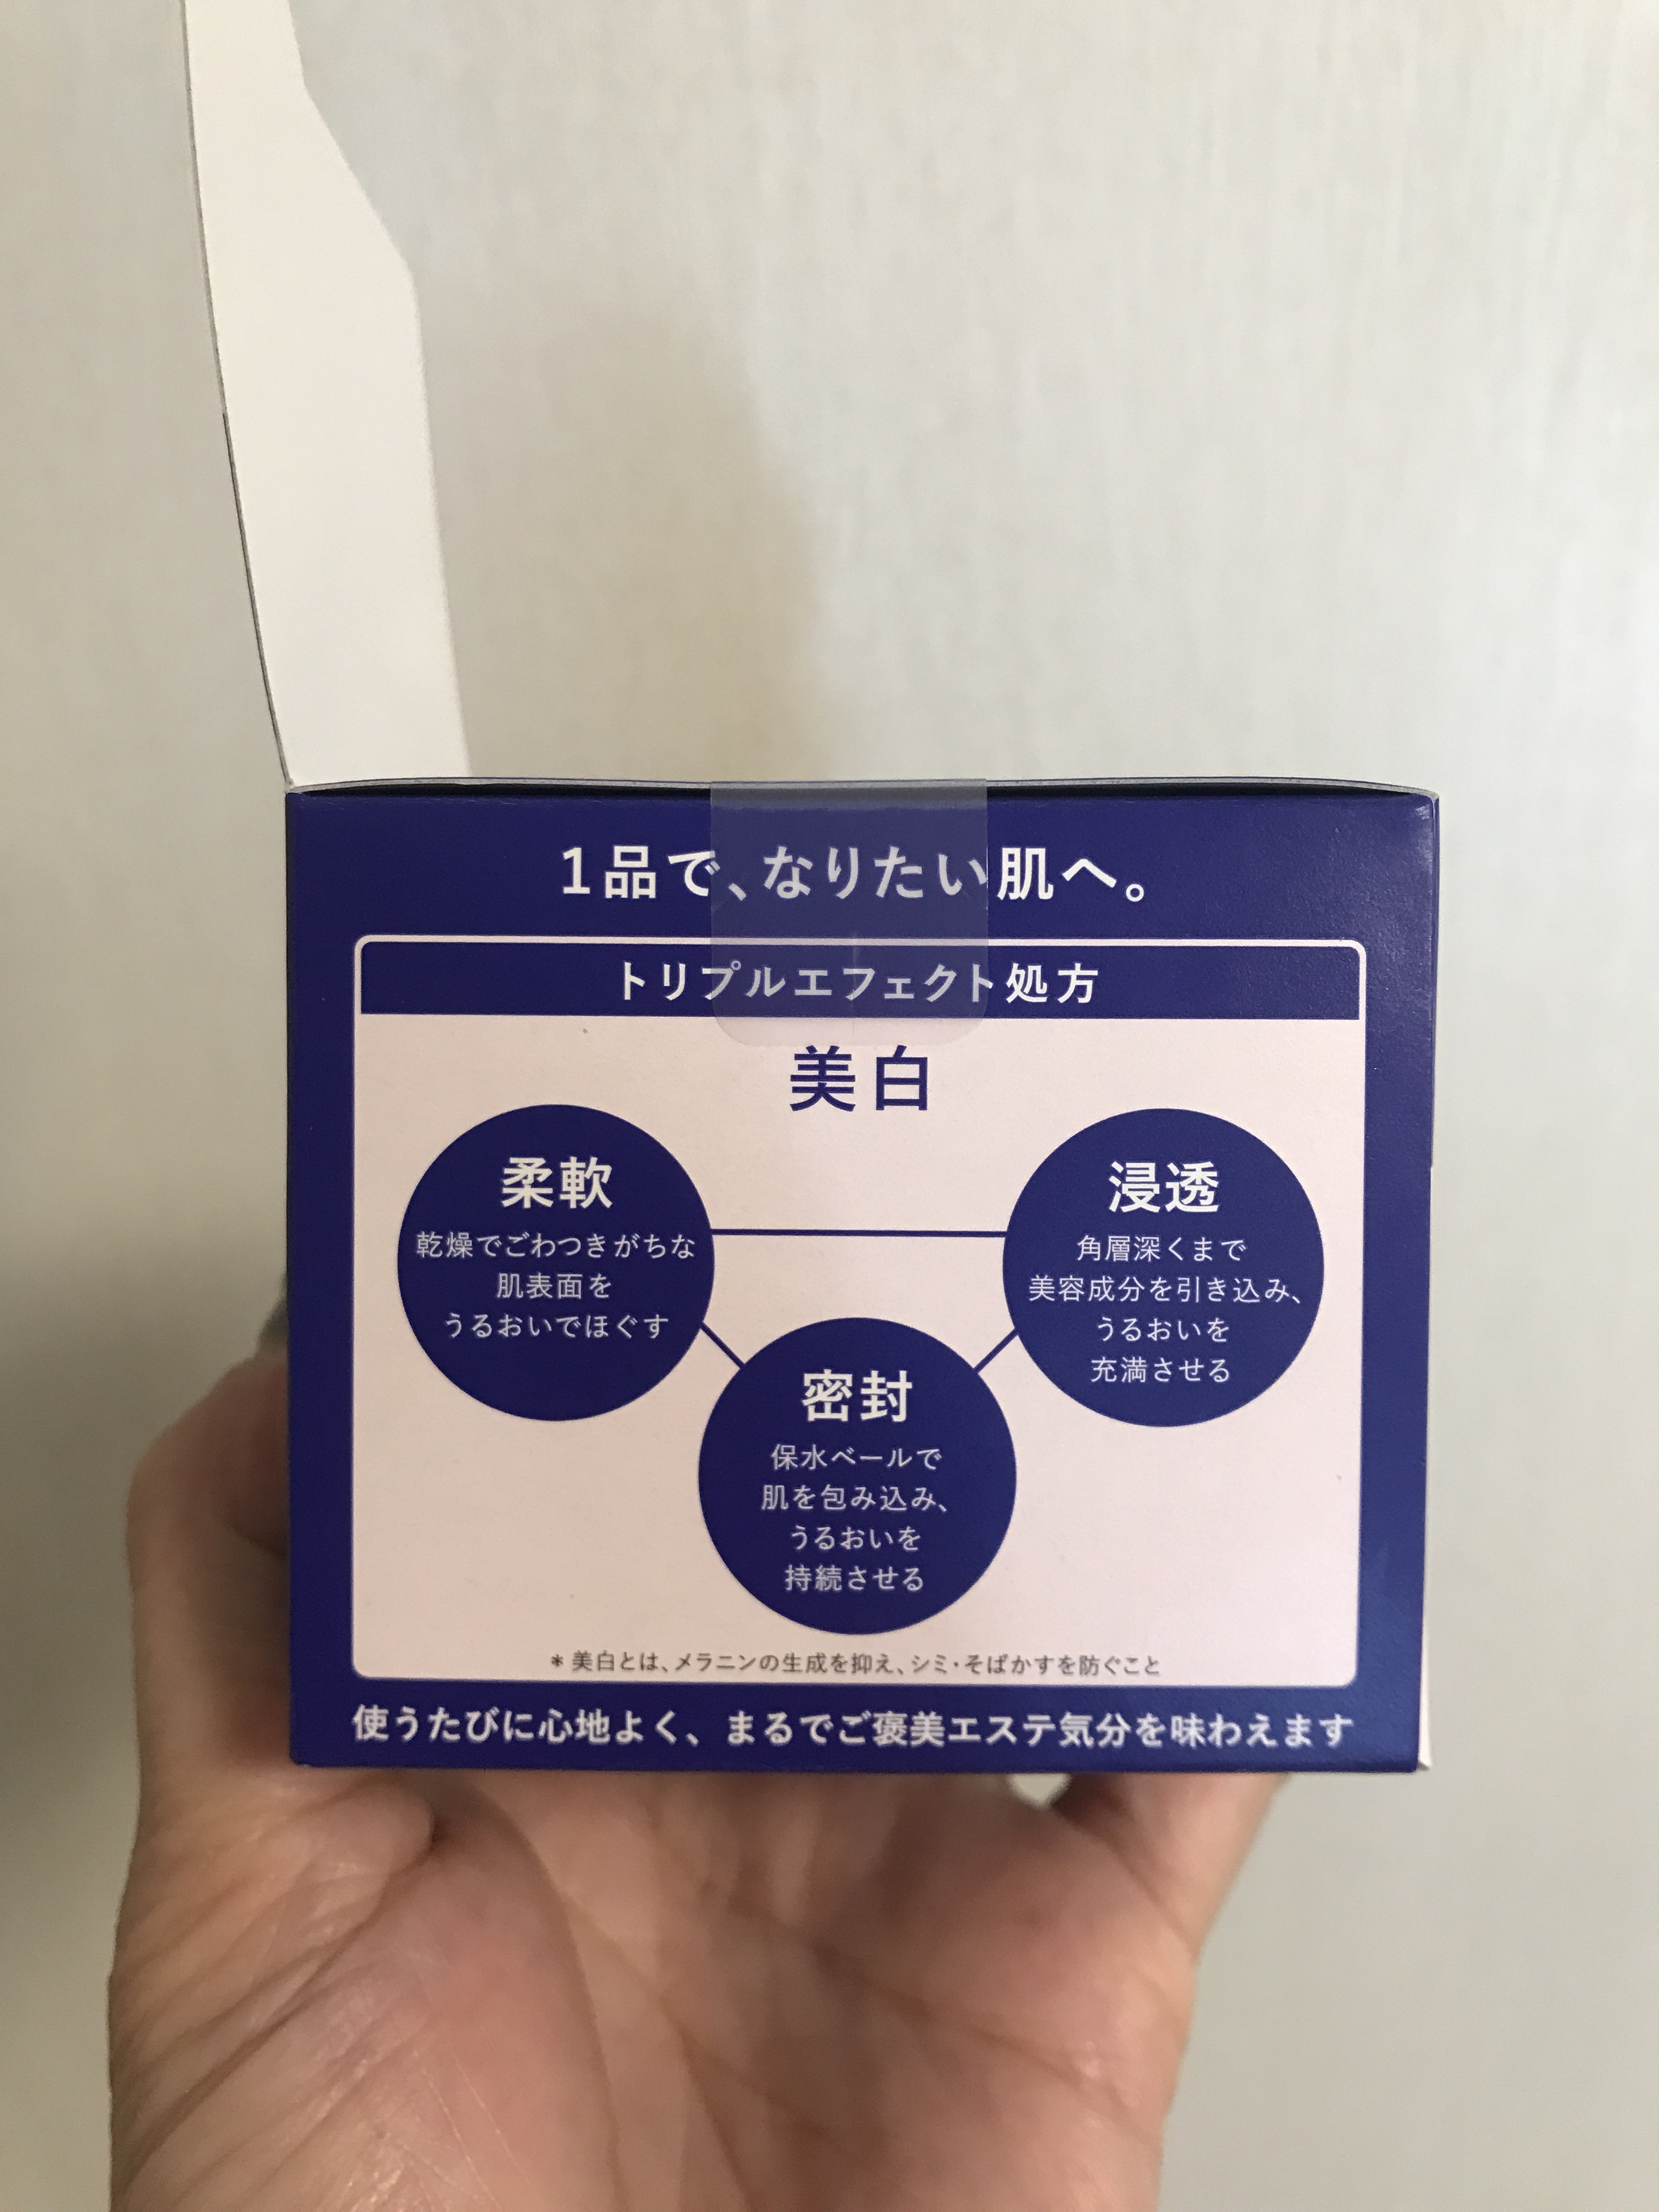 1品で、なりたい肌へ。
トリプルエフェクト処方
美白
柔軟
乾燥でごわつきがちな
肌表面を
うるおいでほぐす
浸透
角層深くまで
美容成分を引き込み、
うるおいを
充満させる
密封
保水ベールで
肌を包み込み、
うるおいを
持続させる
* 美白とは、メラニンの生成を抑え、シミ・そばかすを防ぐこと
使うたびに心地よく、まるでご褒美エステ気分を味わえます